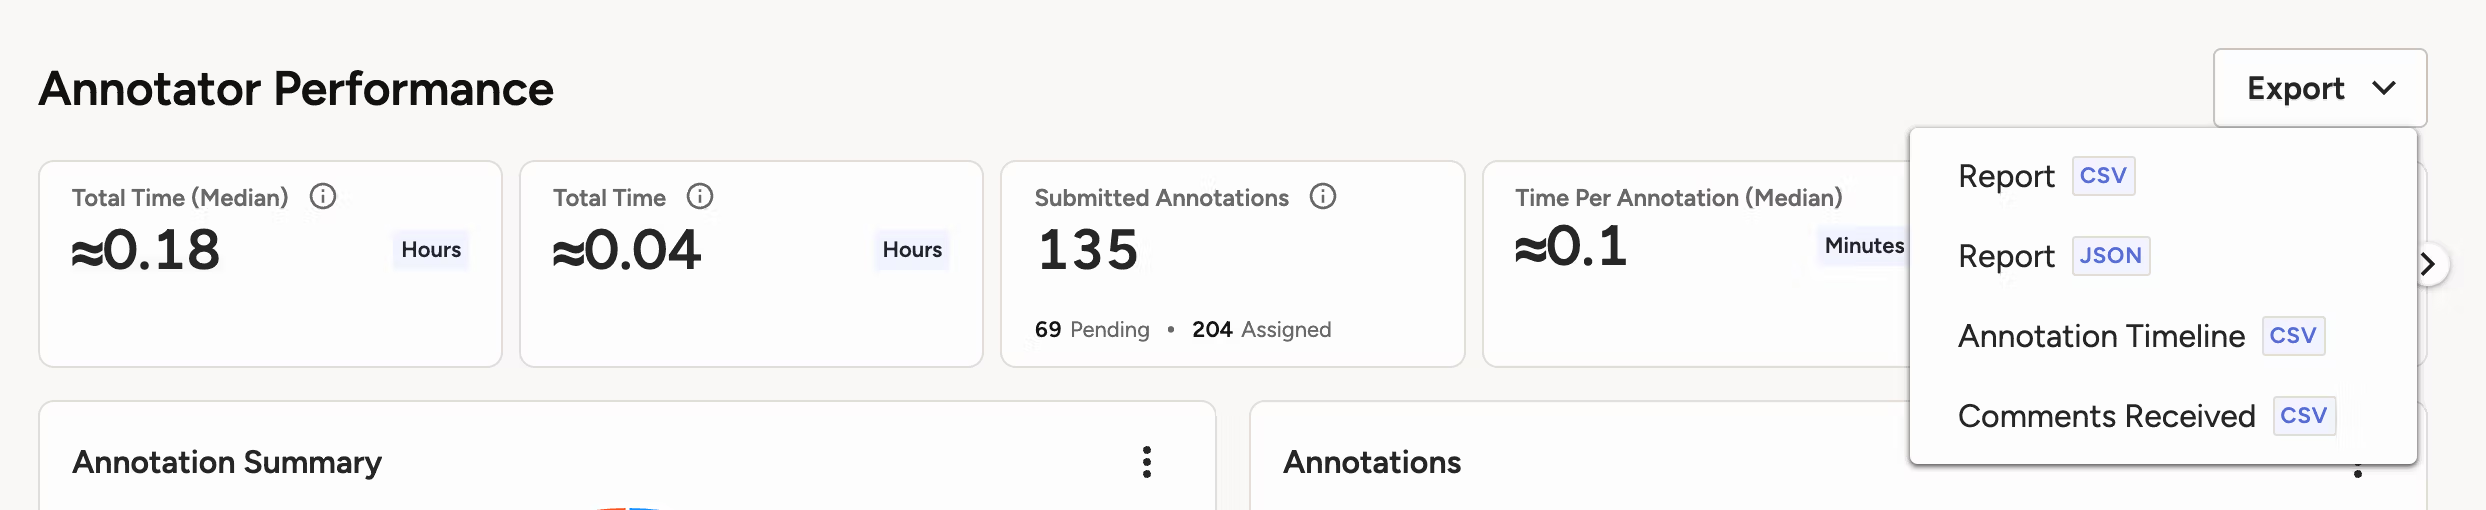 Annotator Performance
Export
Report CSV
Report JSON
Annotation Timeline CSV
Comments Received CSV
Total Time (Median)
≈0.18 Hours
Total Time
≈0.04 Hours
Submitted Annotations
135
69 Pending • 204 Assigned
Time Per Annotation (Median)
≈0.1 Minutes
Annotation Summary
Annotations